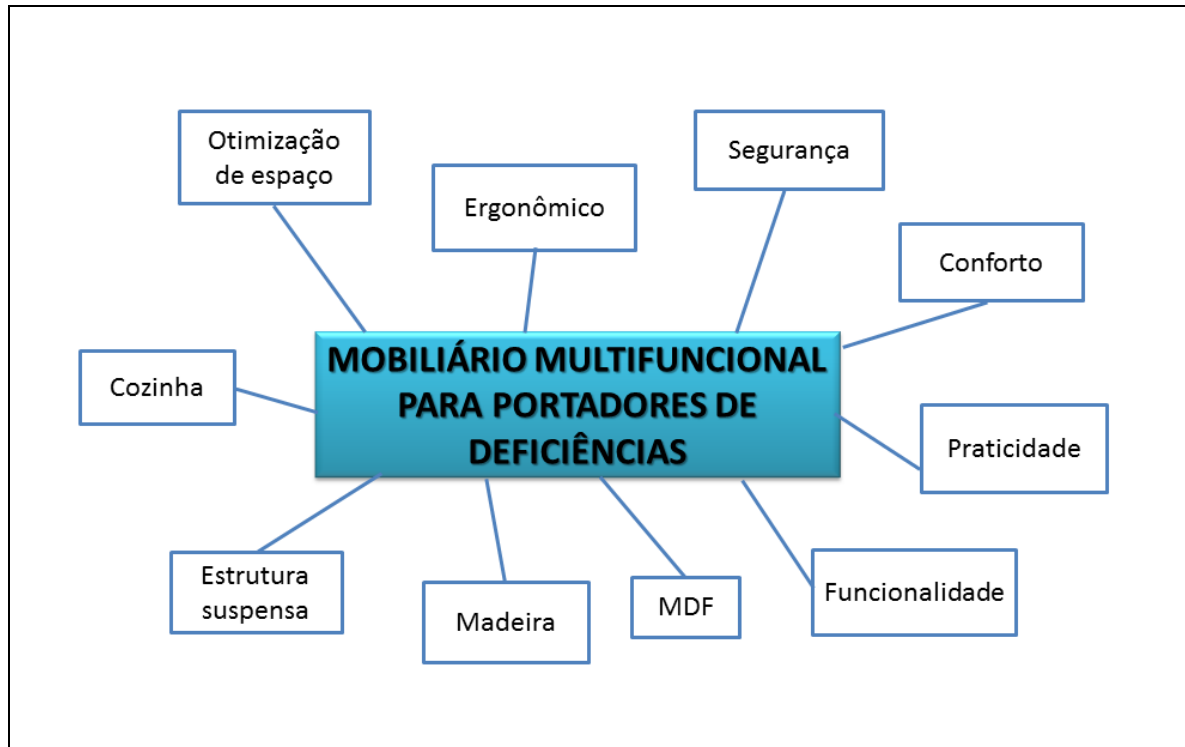 Otimização
de espaço
Ergonômico
Segurança
Conforto
Cozinha
MOBILIÁRIO MULTIFUNCIONAL
PARA PORTADORES DE
DEFICIÊNCIAS
Praticidade
Estrutura
suspensa
Madeira
MDF
Funcionalidade